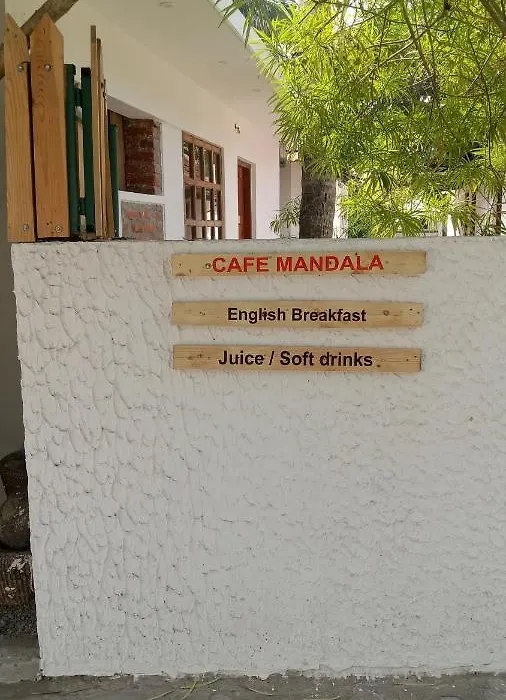 CAFE MANDALA
English Breakfast
Juice / Soft drinks